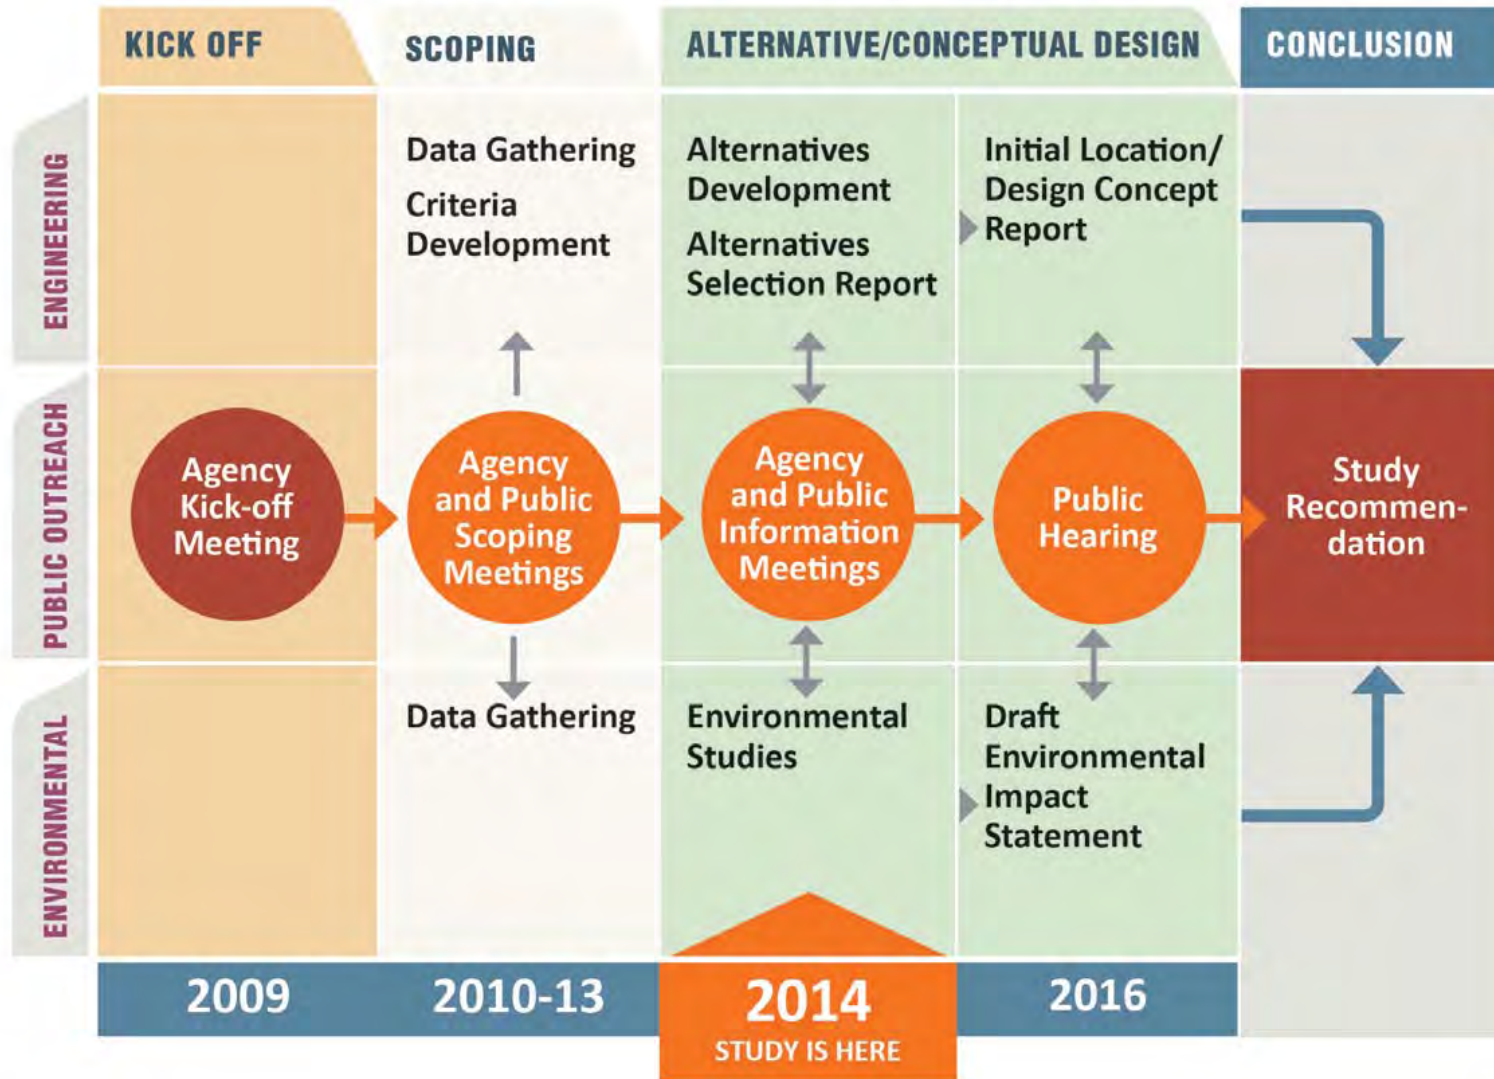 KICK OFF
SCOPING
ALTERNATIVE/CONCEPTUAL DESIGN
CONCLUSION
ENGINEERING
Data Gathering
Criteria
Development
Alternatives
Development
Alternatives
Selection Report
Initial Location/
Design Concept
Report
PUBLIC OUTREACH
Agency
Kick-off
Meeting
Agency
and Public
Scoping
Meetings
Agency
and Public
Information
Meetings
Public
Hearing
Study
Recommen-
dation
ENVIRONMENTAL
Data Gathering
Environmental
Studies
Draft
Environmental
Impact
Statement
2009
2010-13
2014
STUDY IS HERE
2016